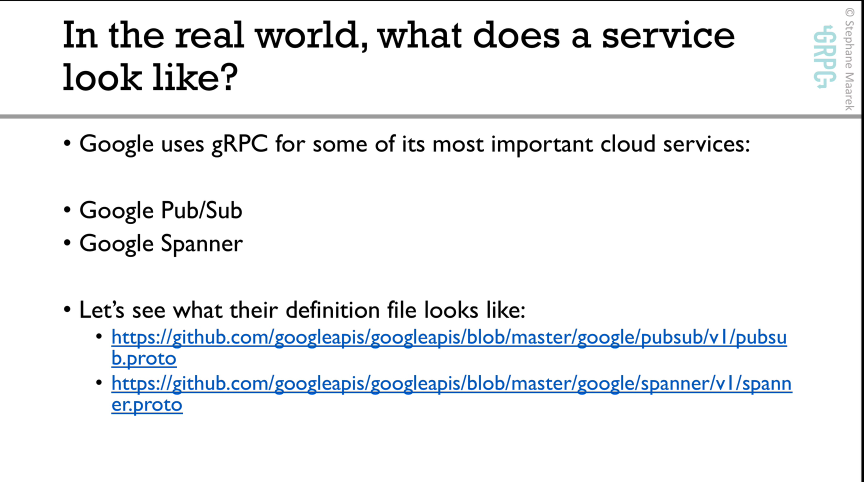 In the real world, what does a service
look like?
© Stephane Maarek
GRPC
• Google uses gRPC for some of its most important cloud services:
• Google Pub/Sub
• Google Spanner
• Let's see what their definition file looks like:
• https://github.com/googleapis/googleapis/blob/master/google/pubsub/v1/pubsu
b.proto
• https://github.com/googleapis/googleapis/blob/master/google/spanner/v1/spann
er.proto